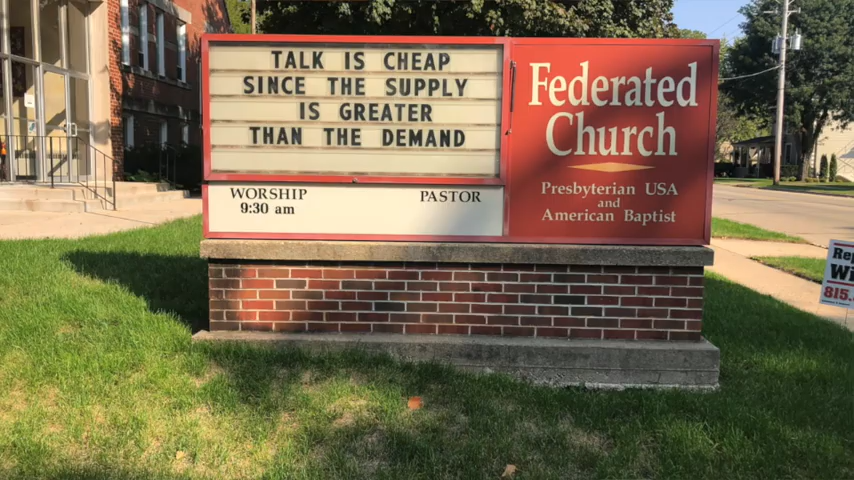 TALK IS CHEAP
SINCE THE SUPPLY
IS GREATER
THAN THE DEMAND
WORSHIP
9:30 am
PASTOR
Federated
Church
Presbyterian USA
and
American Baptist
815.